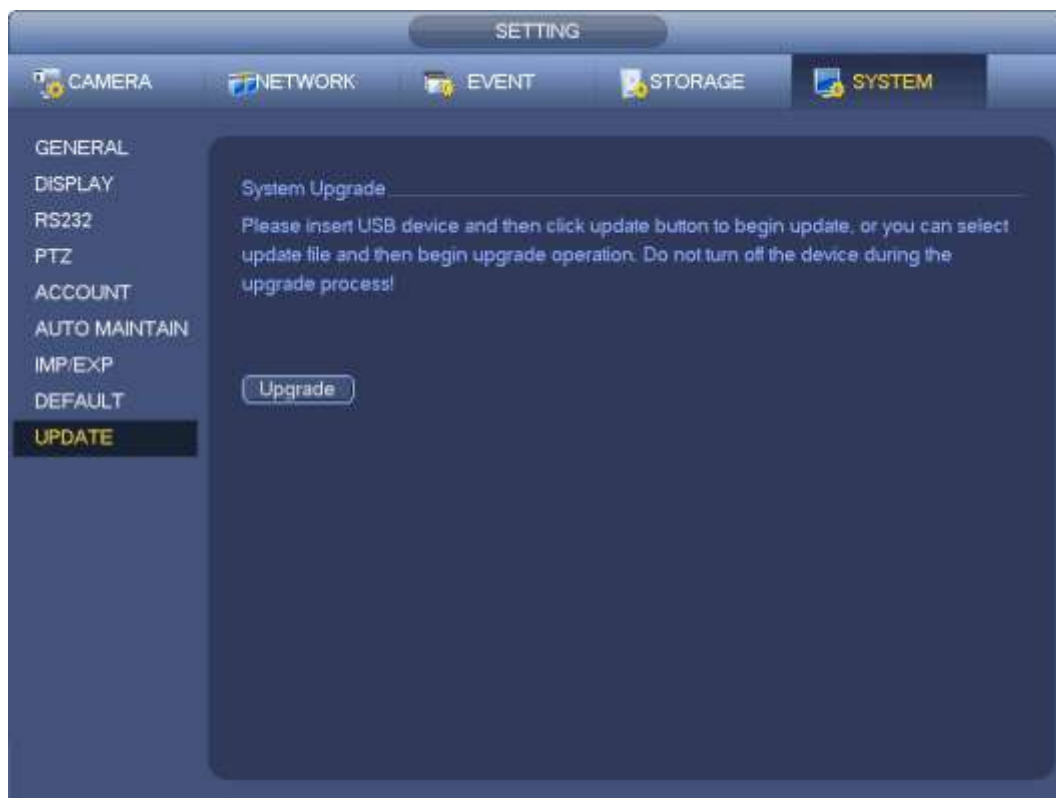 SETTING
CAMERA NETWORK EVENT STORAGE SYSTEM
GENERAL
DISPLAY
RS232
PTZ
ACCOUNT
AUTO MAINTAIN
IMP/EXP
DEFAULT
UPDATE
System Upgrade
Please insert USB device and then click update button to begin update, or you can select
update file and then begin upgrade operation. Do not turn off the device during the
upgrade process!
Upgrade